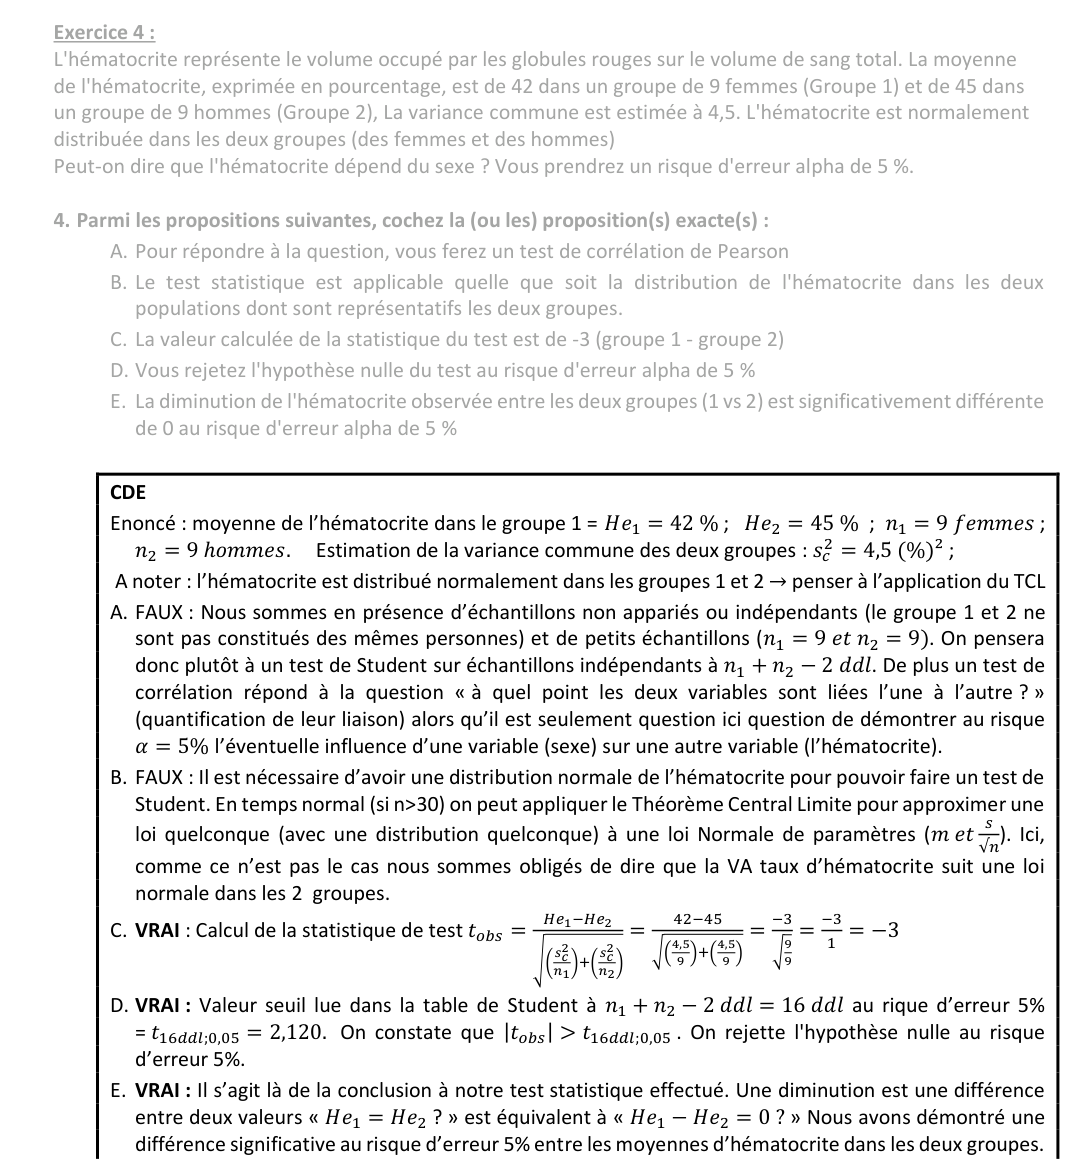 Exercice 4 :
L'hématocrite représente le volume occupé par les globules rouges sur le volume de sang total. La moyenne
de l'hématocrite, exprimée en pourcentage, est de 42 dans un groupe de 9 femmes (Groupe 1) et de 45 dans
un groupe de 9 hommes (Groupe 2), La variance commune est estimée à 4,5. L'hématocrite est normalement
distribuée dans les deux groupes (des femmes et des hommes)
Peut-on dire que l'hématocrite dépend du sexe ? Vous prendrez un risque d'erreur alpha de 5 %.
4. Parmi les propositions suivantes, cochez la (ou les) proposition(s) exacte(s) :
A. Pour répondre à la question, vous ferez un test de corrélation de Pearson
B. Le test statistique est applicable quelle que soit la distribution de l'hématocrite dans les deux
populations dont sont représentatifs les deux groupes.
C. La valeur calculée de la statistique du test est de -3 (groupe 1 - groupe 2)
D. Vous rejetez l'hypothèse nulle du test au risque d'erreur alpha de 5 %
E. La diminution de l'hématocrite observée entre les deux groupes (1 vs 2) est significativement différente
de 0 au risque d'erreur alpha de 5 %
CDE
Enoncé : moyenne de l’hématocrite dans le groupe 1 = He₁ = 42 % ; He₂ = 45 % ; n₁ = 9 femmes ;
n₂ = 9 hommes. Estimation de la variance commune des deux groupes : s_c² = 4,5 (%)² ;
A noter : l’hématocrite est distribué normalement dans les groupes 1 et 2 → penser à l’application du TCL
A. FAUX : Nous sommes en présence d’échantillons non appariés ou indépendants (le groupe 1 et 2 ne
sont pas constitués des mêmes personnes) et de petits échantillons (n₁ = 9 et n₂ = 9). On pensera
donc plutôt à un test de Student sur échantillons indépendants à n₁ + n₂ − 2 ddl. De plus un test de
corrélation répond à la question « à quel point les deux variables sont liées l’une à l’autre ? »
(quantification de leur liaison) alors qu’il est seulement question ici question de démontrer au risque
α = 5% l’éventuelle influence d’une variable (sexe) sur une autre variable (l’hématocrite).
B. FAUX : Il est nécessaire d’avoir une distribution normale de l’hématocrite pour pouvoir faire un test de
Student. En temps normal (si n>30) on peut appliquer le Théorème Central Limite pour approximer une
loi quelconque (avec une distribution quelconque) à une loi Normale de paramètres (m et s/√n). Ici,
comme ce n’est pas le cas nous sommes obligés de dire que la VA taux d’hématocrite suit une loi
normale dans les 2 groupes.
C. VRAI : Calcul de la statistique de test t_obs = (He₁−He₂)/√((s_c²/n₁)+(s_c²/n₂)) = (42−45)/√((4,5/9)+(4,5/9)) = −3/√(9/9) = −3/1 = −3
D. VRAI : Valeur seuil lue dans la table de Student à n₁ + n₂ − 2 ddl = 16 ddl au rique d’erreur 5%
= t₁₆ddl;0,05 = 2,120. On constate que |t_obs| > t₁₆ddl;0,05 . On rejette l'hypothèse nulle au risque
d’erreur 5%.
E. VRAI : Il s’agit là de la conclusion à notre test statistique effectué. Une diminution est une différence
entre deux valeurs « He₁ = He₂ ? » est équivalent à « He₁ − He₂ = 0 ? » Nous avons démontré une
différence significative au risque d’erreur 5% entre les moyennes d’hématocrite dans les deux groupes.